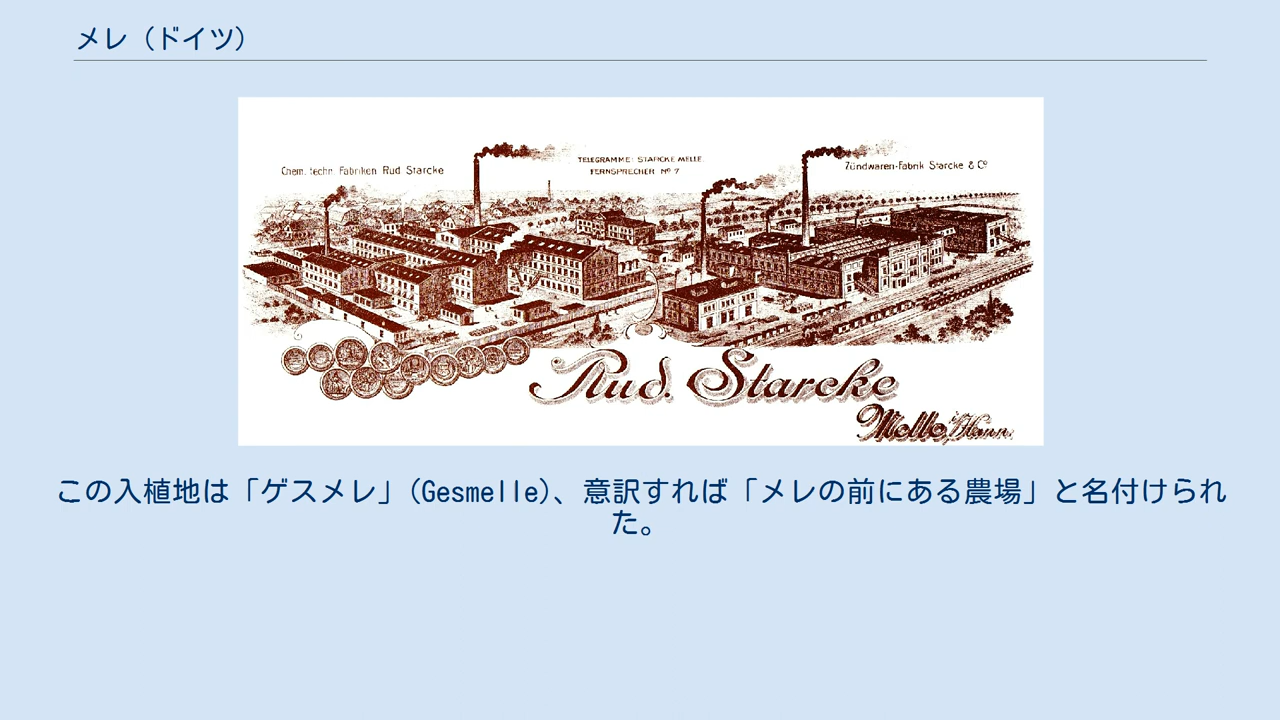 メレ（ドイツ）
Chem. techn. Fabriken Rud. Starcke
TELEGRAMME: STARCKE MELLE.
FERNSPRECHER Nº 7
Zündwaren-Fabrik Starcke & Cº
Rud. Starcke
Melle i/Hann.
この入植地は「ゲスメレ」(Gesmelle)、意訳すれば「メレの前にある農場」と名付けられ
た。